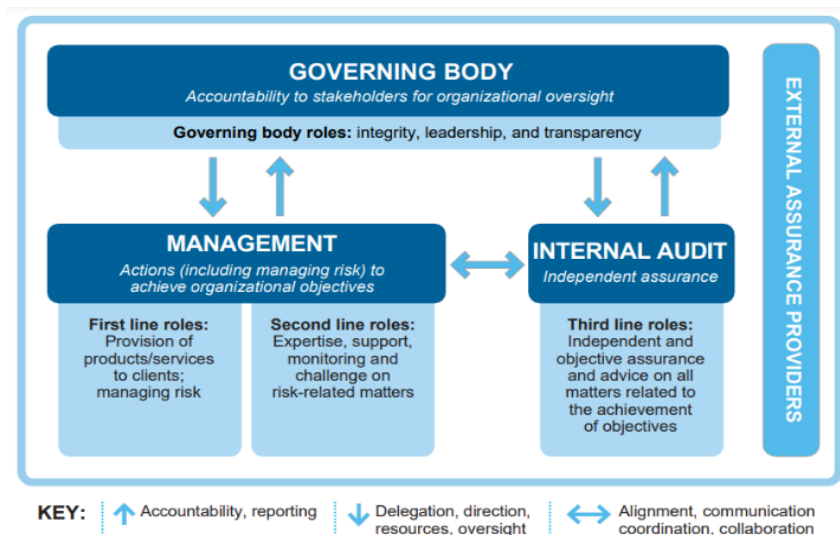 GOVERNING BODY
Accountability to stakeholders for organizational oversight
Governing body roles: integrity, leadership, and transparency
MANAGEMENT
Actions (including managing risk) to
achieve organizational objectives
First line roles:
Provision of
products/services
to clients;
managing risk
Second line roles:
Expertise, support,
monitoring and
challenge on
risk-related matters
INTERNAL AUDIT
Independent assurance
Third line roles:
Independent and
objective assurance
and advice on all
matters related to
the achievement
of objectives
EXTERNAL ASSURANCE PROVIDERS
KEY:
Accountability, reporting
Delegation, direction,
resources, oversight
Alignment, communication
coordination, collaboration